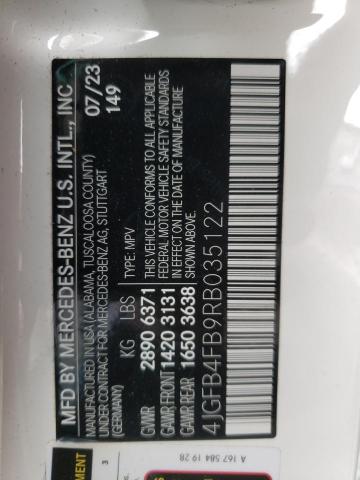 MFD BY MERCEDES-BENZ U.S. INTL., INC
MANUFACTURED IN USA (ALABAMA, TUSCALOOSA COUNTY) 07/23
UNDER CONTRACT FOR MERCEDES-BENZ AG, STUTTGART
(GERMANY) 149
KG LBS TYPE: MPV
GVWR 2890 6371 THIS VEHICLE CONFORMS TO ALL APPLICABLE
GAWR FRONT 1420 3131 FEDERAL MOTOR VEHICLE SAFETY STANDARDS
GAWR REAR 1650 3638 IN EFFECT ON THE DATE OF MANUFACTURE
4JGFB4FB9RB035122
A 167 584 19 28
3